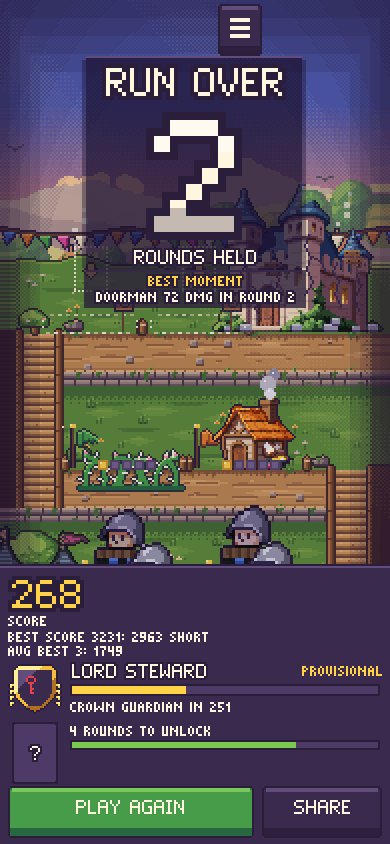 RUN OVER
2
ROUNDS HELD
BEST MOMENT
DOORMAN 72 DMG IN ROUND 2
268
SCORE
BEST SCORE 3231: 2963 SHORT
AVG BEST 3: 1749
LORD STEWARD
PROVISIONAL
CROWN GUARDIAN IN 251
4 ROUNDS TO UNLOCK
?
PLAY AGAIN
SHARE